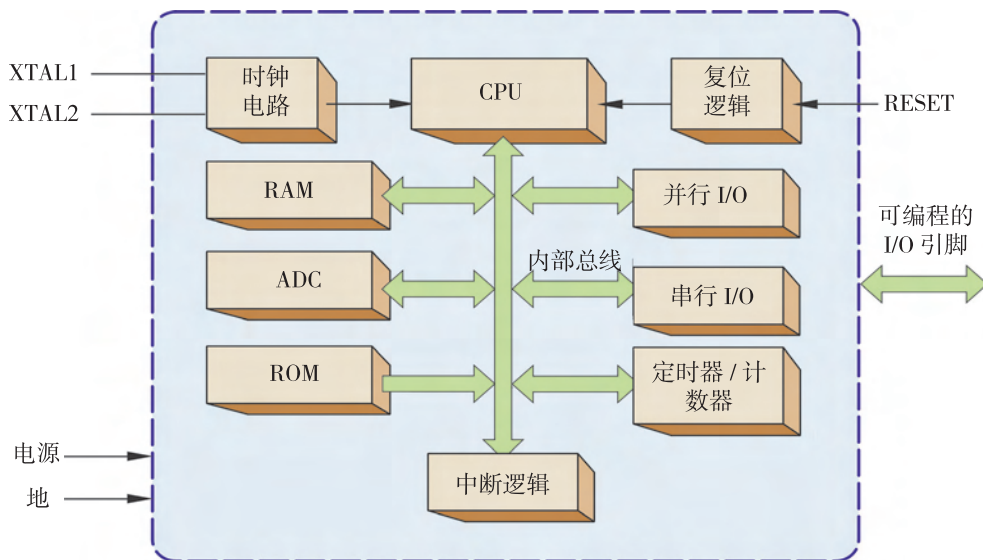 XTAL1
XTAL2
时钟
电路
CPU
复位
逻辑
RESET
RAM
并行 I/O
可编程的
I/O 引脚
内部总线
ADC
串行 I/O
ROM
定时器 / 计
数器
电源
地
中断逻辑